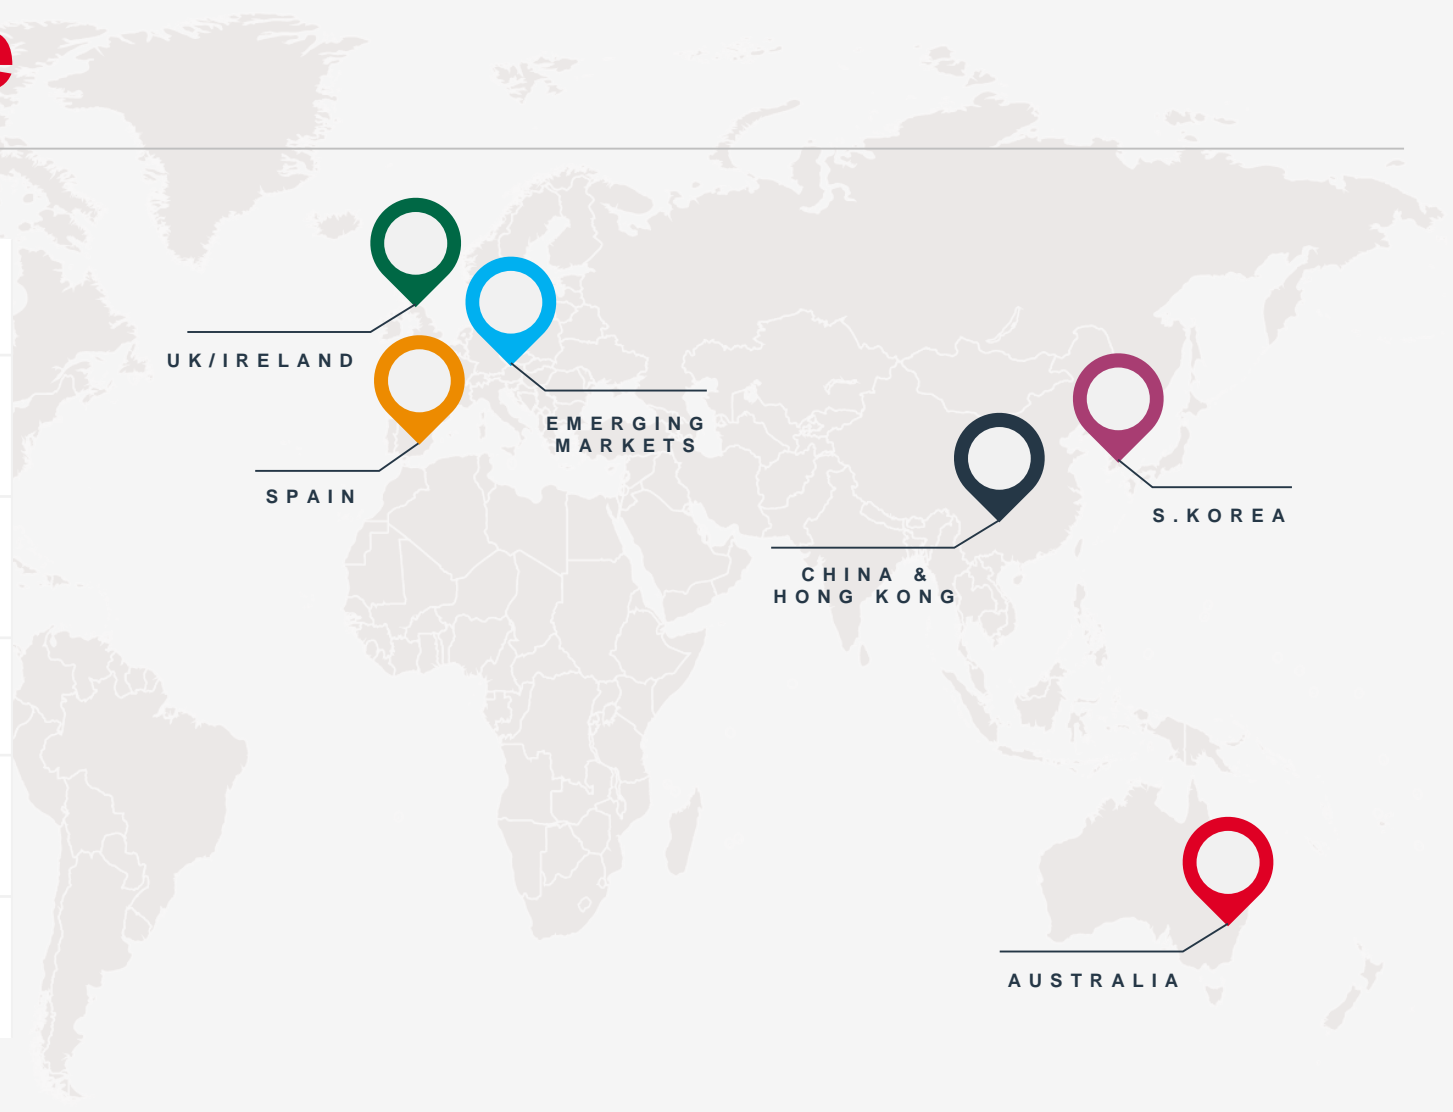 e
UK/IRELAND
EMERGING
MARKETS
SPAIN
S.KOREA
CHINA &
HONG KONG
AUSTRALIA